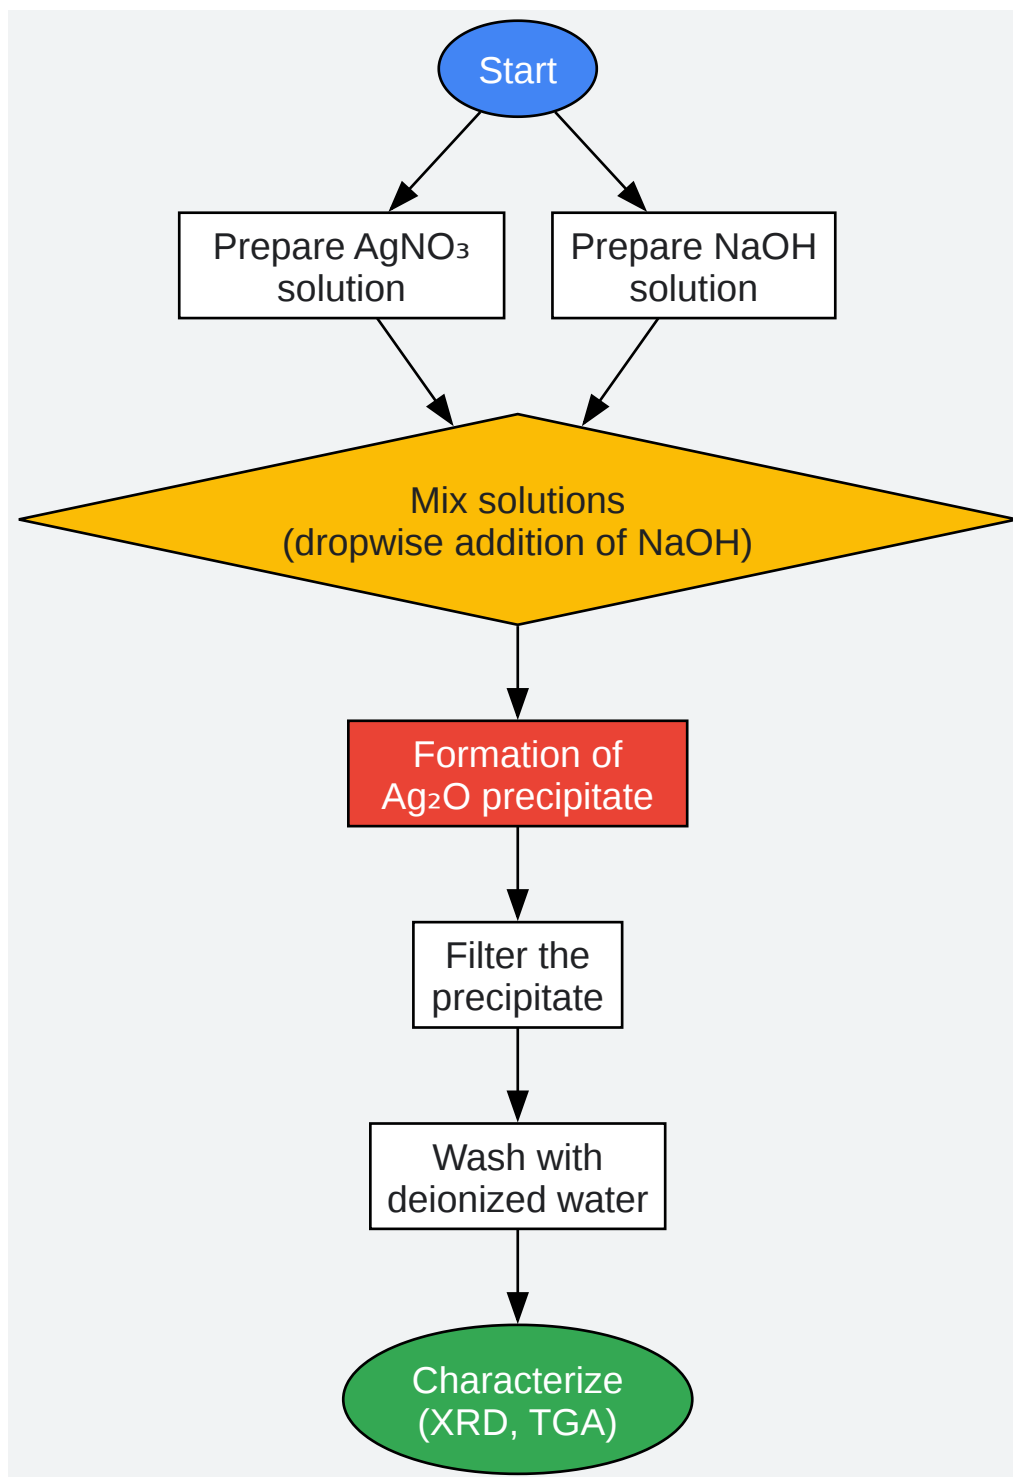 Start
Prepare AgNO₃
solution
Prepare NaOH
solution
Mix solutions
(dropwise addition of NaOH)
Formation of
Ag₂O precipitate
Filter the
precipitate
Wash with
deionized water
Characterize
(XRD, TGA)